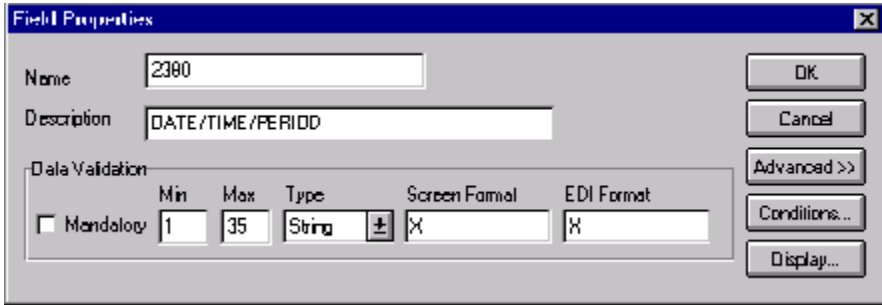 Field Properties
Name 2380 OK
Description DATE/TIME/PERIOD Cancel
Data Validation Advanced >>
Min Max Type Screen Format EDI Format
Mandatory 1 35 String X X Conditions...
Display...